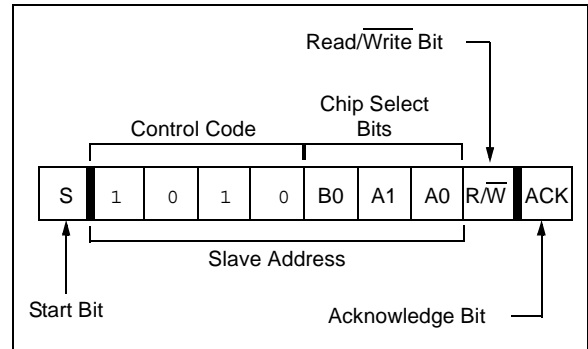 Read/Write Bit
Chip Select
Bits
Control Code
S 1 0 1 0 B0 A1 A0 R/W ACK
Slave Address
Start Bit
Acknowledge Bit